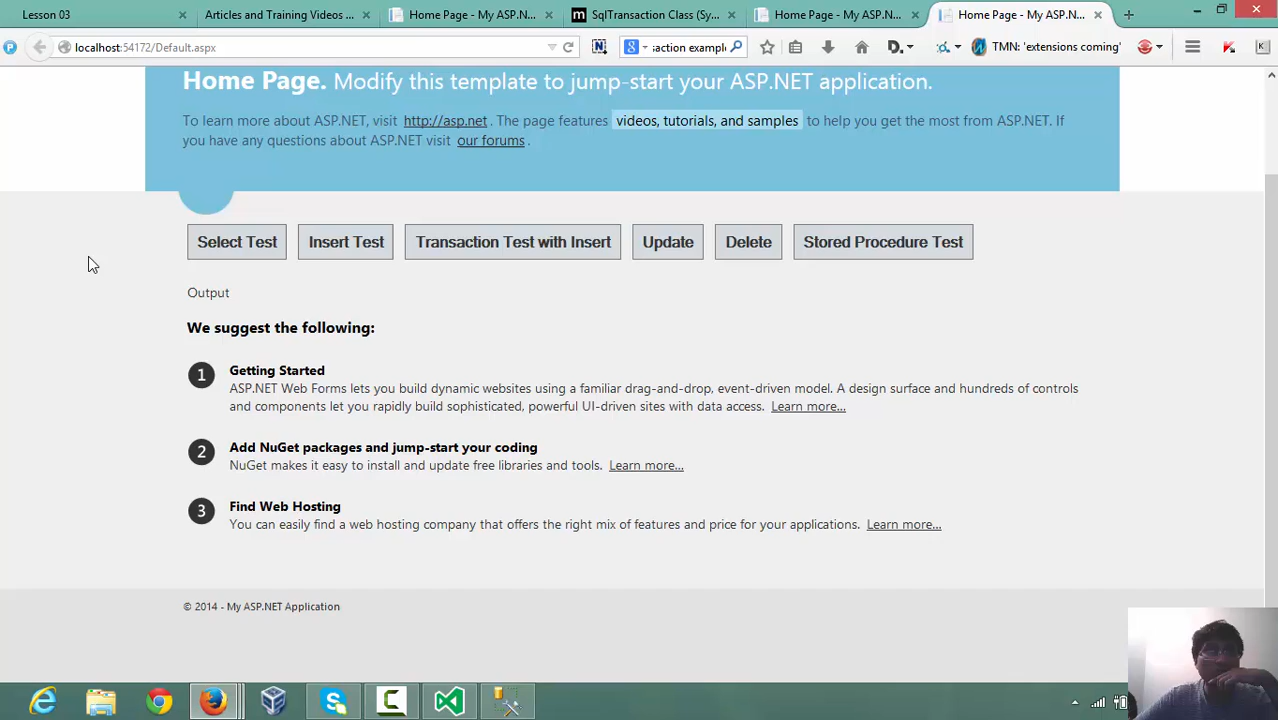 Lesson 03
Articles and Training Videos ...
Home Page - My ASP.N...
SqlTransaction Class (Sy...
Home Page - My ASP.N...
Home Page - My ASP.N...
localhost:54172/Default.aspx
action example
TMN: 'extensions coming'
Home Page. Modify this template to jump-start your ASP.NET application.
To learn more about ASP.NET, visit http://asp.net. The page features videos, tutorials, and samples to help you get the most from ASP.NET. If
you have any questions about ASP.NET visit our forums.
Select Test
Insert Test
Transaction Test with Insert
Update
Delete
Stored Procedure Test
Output
We suggest the following:
1 Getting Started
ASP.NET Web Forms lets you build dynamic websites using a familiar drag-and-drop, event-driven model. A design surface and hundreds of controls
and components let you rapidly build sophisticated, powerful UI-driven sites with data access. Learn more...
2 Add NuGet packages and jump-start your coding
NuGet makes it easy to install and update free libraries and tools. Learn more...
3 Find Web Hosting
You can easily find a web hosting company that offers the right mix of features and price for your applications. Learn more...
© 2014 - My ASP.NET Application